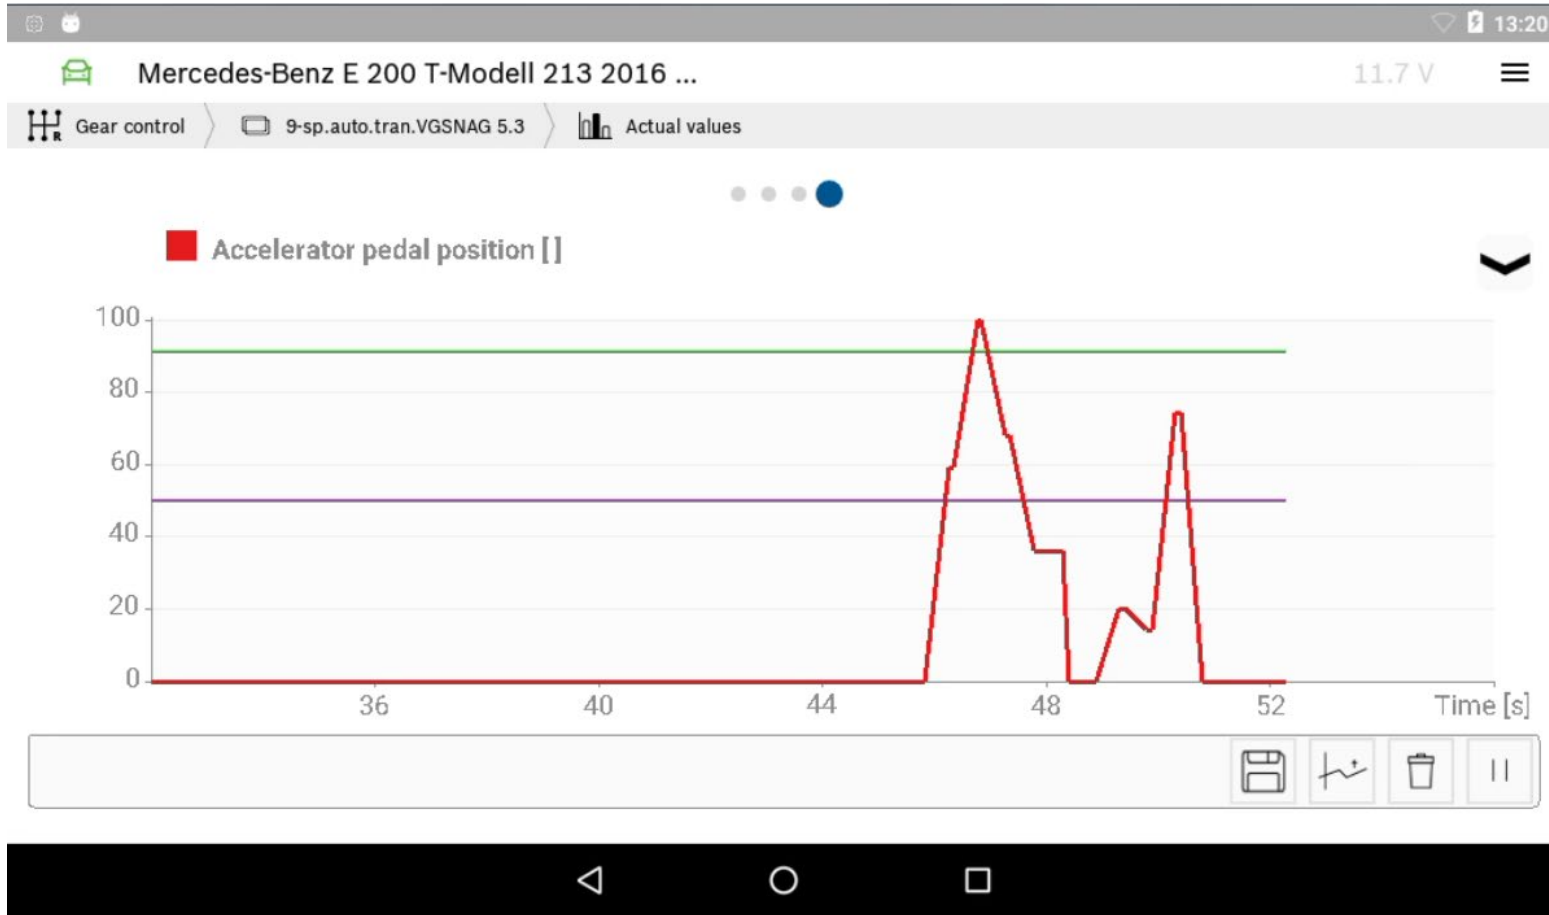 13:20
Mercedes-Benz E 200 T-Modell 213 2016 ...
11.7 V
R Gear control
9-sp.auto.tran.VGSNAG 5.3
Actual values
Accelerator pedal position [ ]
100
80
60
40
20
0
36 40 44 48 52 Time [s]